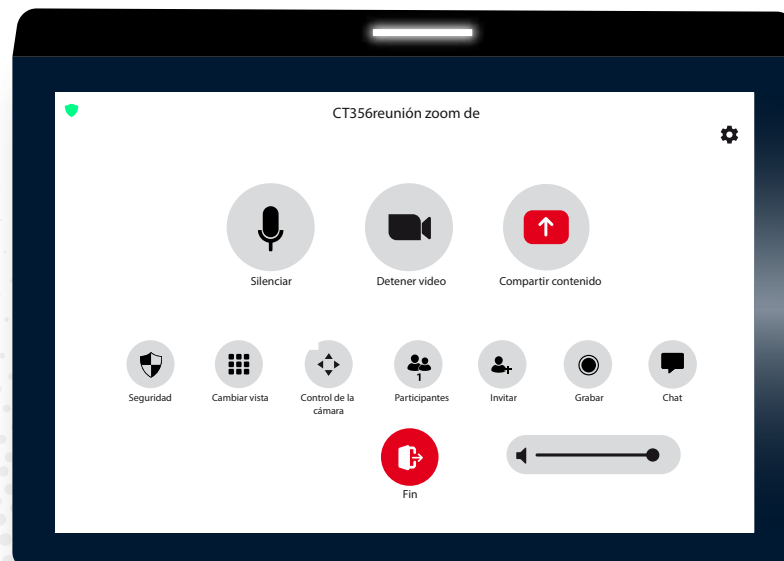 CT356reunión zoom de
Silenciar
Detener video
Compartir contenido
1
Seguridad
Cambiar vista
Control de la
cámara
Participantes
Invitar
Grabar
Chat
Fin